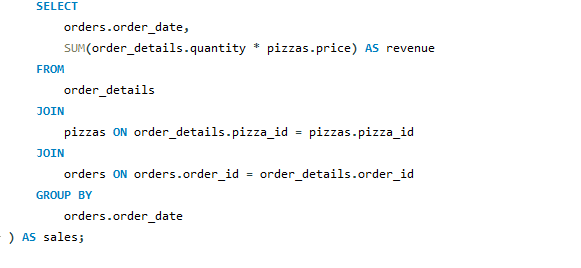 SELECT
orders.order_date,
SUM(order_details.quantity * pizzas.price) AS revenue
FROM
order_details
JOIN
pizzas ON order_details.pizza_id = pizzas.pizza_id
JOIN
orders ON orders.order_id = order_details.order_id
GROUP BY
orders.order_date
) AS sales;